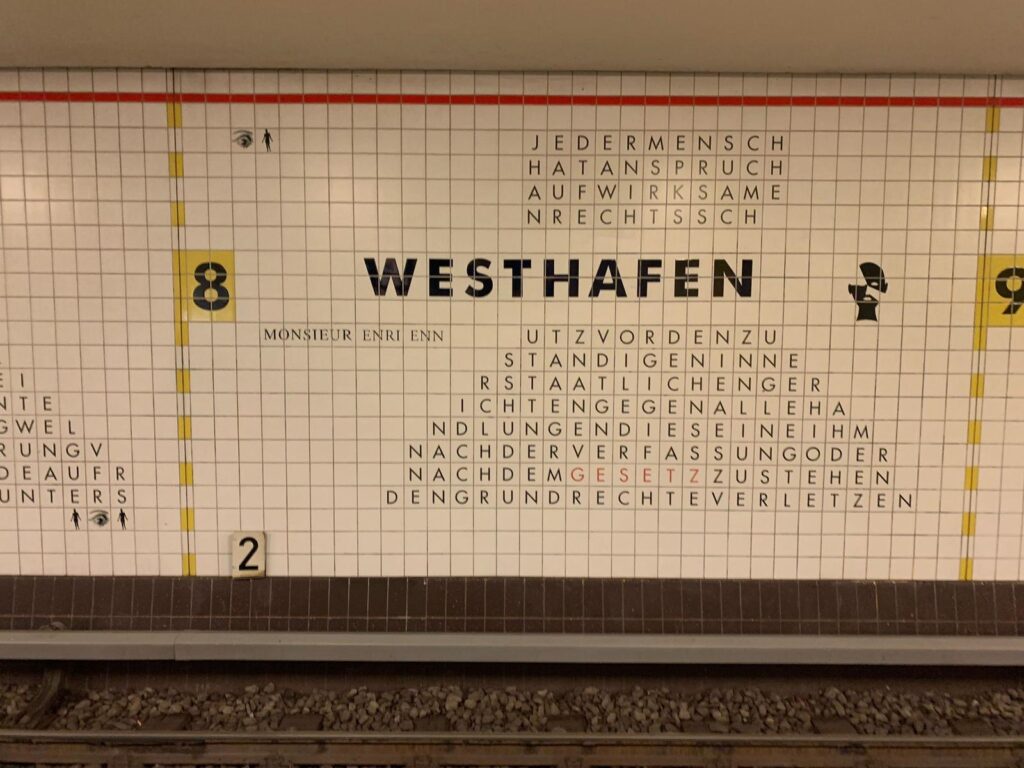 JEDERMENSCH
HATANSPRUCH
AUFWIRKSAME
NRECHTSSCH
8
WESTHAFEN
9
MONSIEUR ENRI ENN
UTZVORDENZU
STANDIGENINNE
RSTAATLICHENGER
ICHTENGEGENALLEHA
NDLUNGENDIESEINEIHM
NACHDERVERFASSUNGODER
NACHDEMGESETZZUSTEHEN
DENGRUNDRECHTEVERLETZEN
EI
NTE
GWEL
RUNGV
DEAUFR
UNTERS
2